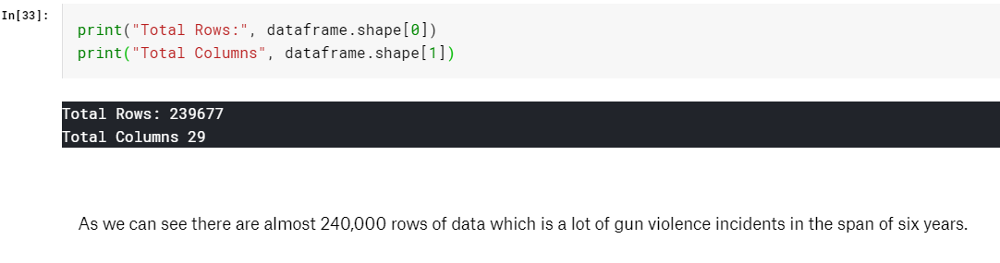 In[33]:
print("Total Rows:", dataframe.shape[0])
print("Total Columns", dataframe.shape[1])
Total Rows: 239677
Total Columns 29
As we can see there are almost 240,000 rows of data which is a lot of gun violence incidents in the span of six years.